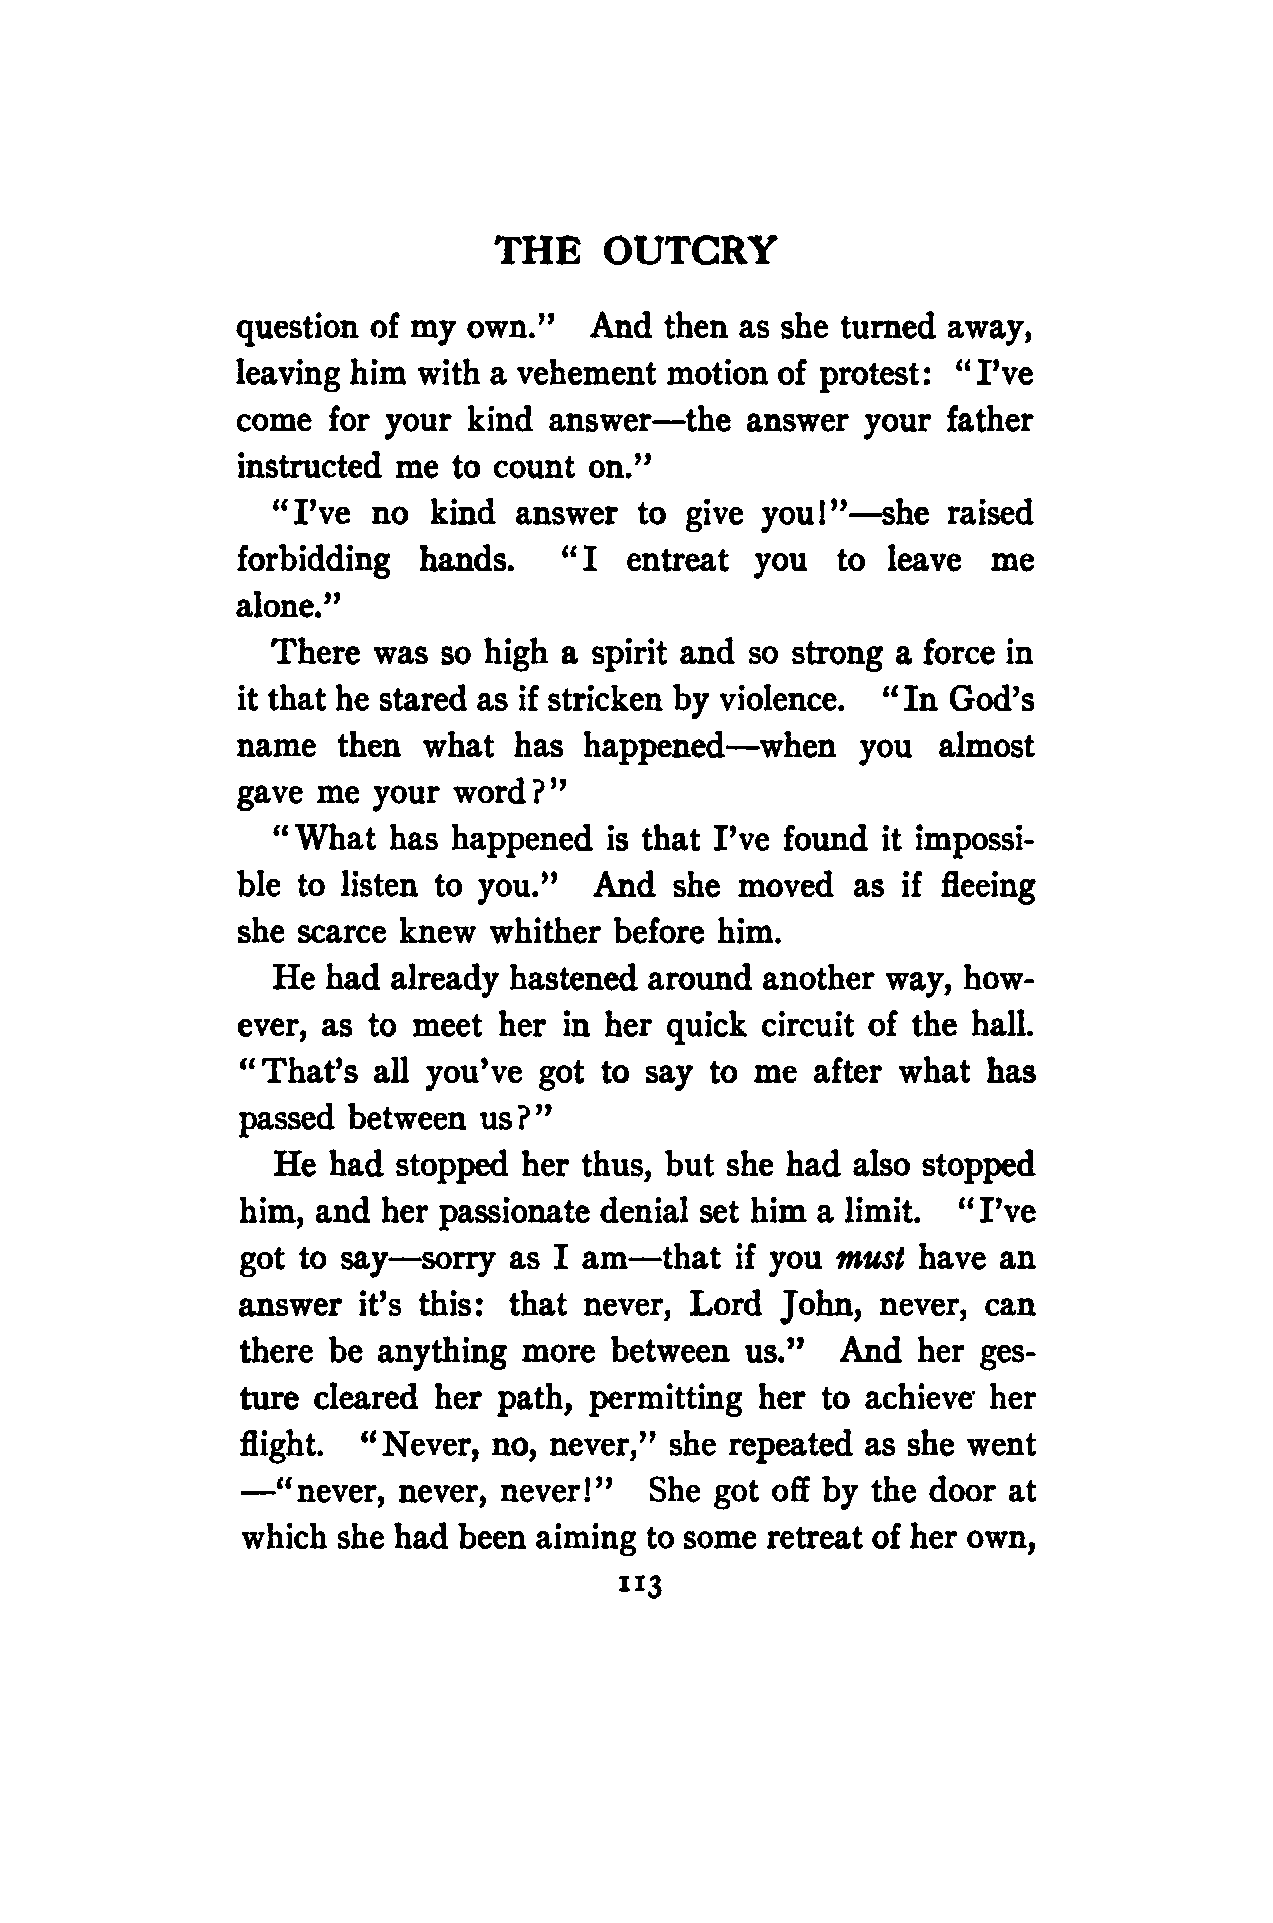 THE OUTCRY
question of my own." And then as she turned away,
leaving him with a vehement motion of protest: "I've
come for your kind answer—the answer your father
instructed me to count on."
"I've no kind answer to give you!"—she raised
forbidding hands. "I entreat you to leave me
alone."
There was so high a spirit and so strong a force in
it that he stared as if stricken by violence. "In God's
name then what has happened—when you almost
gave me your word?"
"What has happened is that I've found it impossi-
ble to listen to you." And she moved as if fleeing
she scarce knew whither before him.
He had already hastened around another way, how-
ever, as to meet her in her quick circuit of the hall.
"That's all you've got to say to me after what has
passed between us?"
He had stopped her thus, but she had also stopped
him, and her passionate denial set him a limit. "I've
got to say—sorry as I am—that if you must have an
answer it's this: that never, Lord John, never, can
there be anything more between us." And her ges-
ture cleared her path, permitting her to achieve her
flight. "Never, no, never," she repeated as she went
—"never, never, never!" She got off by the door at
which she had been aiming to some retreat of her own,
113